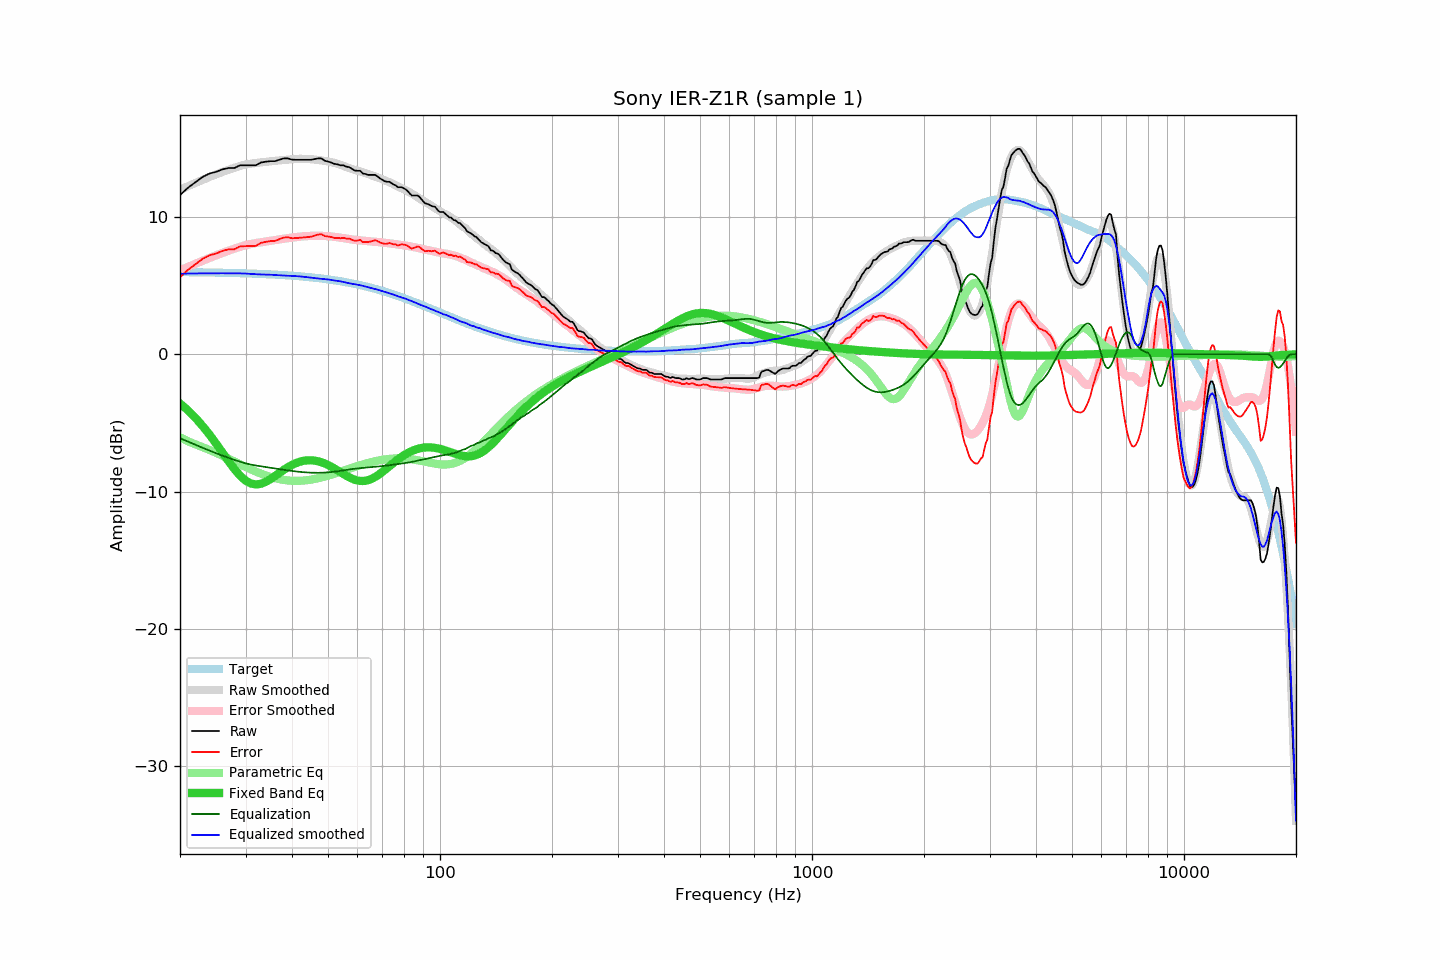 Sony IER-Z1R (sample 1)
Amplitude (dBr)
10
0
−10
−20
−30
Target
Raw Smoothed
Error Smoothed
Raw
Error
Parametric Eq
Fixed Band Eq
Equalization
Equalized smoothed
100
1000
10000
Frequency (Hz)